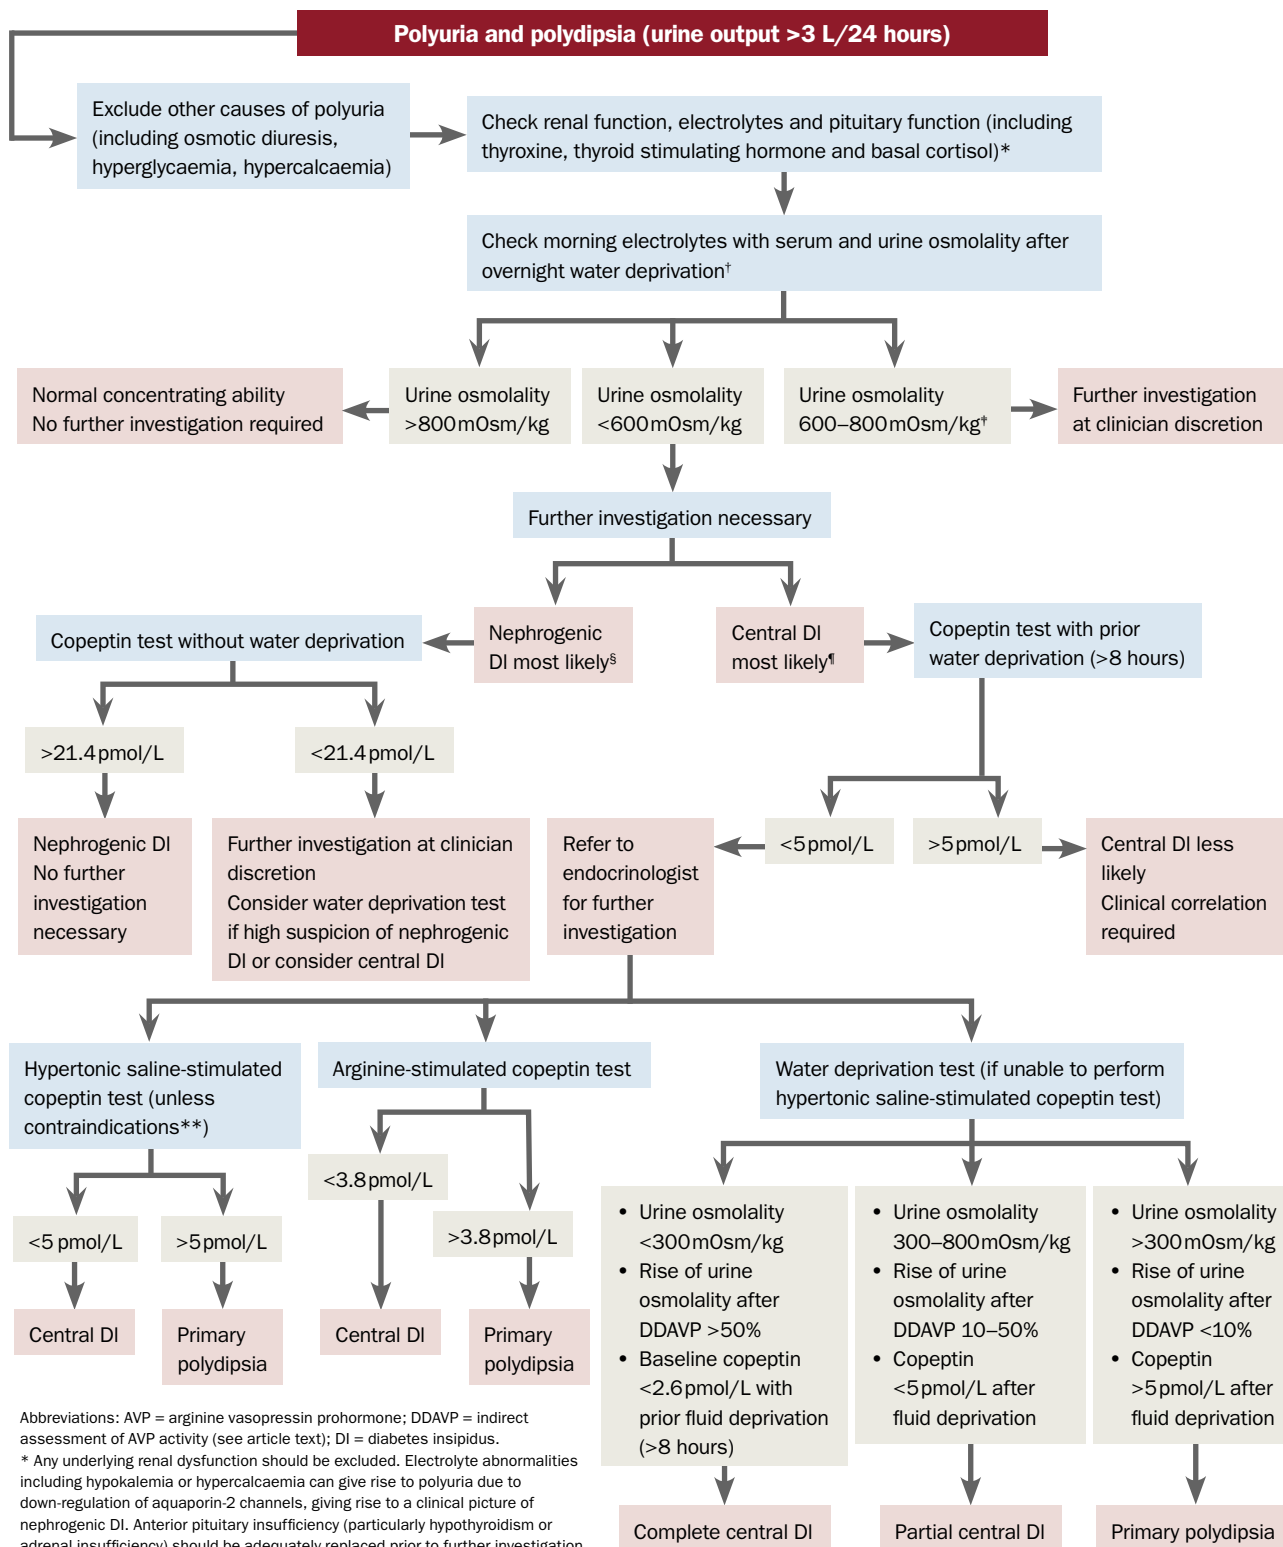 Polyuria and polydipsia (urine output >3 L/24 hours)
Exclude other causes of polyuria
(including osmotic diuresis,
hyperglycaemia, hypercalcaemia)
Check renal function, electrolytes and pituitary function (including
thyroxine, thyroid stimulating hormone and basal cortisol)*
Check morning electrolytes with serum and urine osmolality after
overnight water deprivation†
Normal concentrating ability
No further investigation required
Urine osmolality
>800 mOsm/kg
Urine osmolality
<600 mOsm/kg
Urine osmolality
600–800 mOsm/kg‡
Further investigation
at clinician discretion
Further investigation necessary
Copeptin test without water deprivation
Nephrogenic
DI most likely§
Central DI
most likely¶
Copeptin test with prior
water deprivation (>8 hours)
>21.4 pmol/L
<21.4 pmol/L
Nephrogenic DI
No further
investigation
necessary
Further investigation at clinician
discretion
Consider water deprivation test
if high suspicion of nephrogenic
DI or consider central DI
Refer to
endocrinologist
for further
investigation
<5 pmol/L
>5 pmol/L
Central DI less
likely
Clinical correlation
required
Hypertonic saline-stimulated
copeptin test (unless
contraindications**)
Arginine-stimulated copeptin test
Water deprivation test (if unable to perform
hypertonic saline-stimulated copeptin test)
<5 pmol/L
>5 pmol/L
<3.8 pmol/L
>3.8 pmol/L
Central DI
Primary
polydipsia
Central DI
Primary
polydipsia
• Urine osmolality
<300 mOsm/kg
• Rise of urine
osmolality after
DDAVP >50%
• Baseline copeptin
<2.6 pmol/L with
prior fluid deprivation
(>8 hours)
• Urine osmolality
300–800 mOsm/kg
• Rise of urine
osmolality after
DDAVP 10–50%
• Copeptin
<5 pmol/L after
fluid deprivation
• Urine osmolality
>300 mOsm/kg
• Rise of urine
osmolality after
DDAVP <10%
• Copeptin
>5 pmol/L after
fluid deprivation
Complete central DI
Partial central DI
Primary polydipsia
Abbreviations: AVP = arginine vasopressin prohormone; DDAVP = indirect
assessment of AVP activity (see article text); DI = diabetes insipidus.
* Any underlying renal dysfunction should be excluded. Electrolyte abnormalities
including hypokalemia or hypercalcaemia can give rise to polyuria due to
down-regulation of aquaporin-2 channels, giving rise to a clinical picture of
nephrogenic DI. Anterior pituitary insufficiency (particularly hypothyroidism or
adrenal insufficiency) should be adequately replaced prior to further investigation